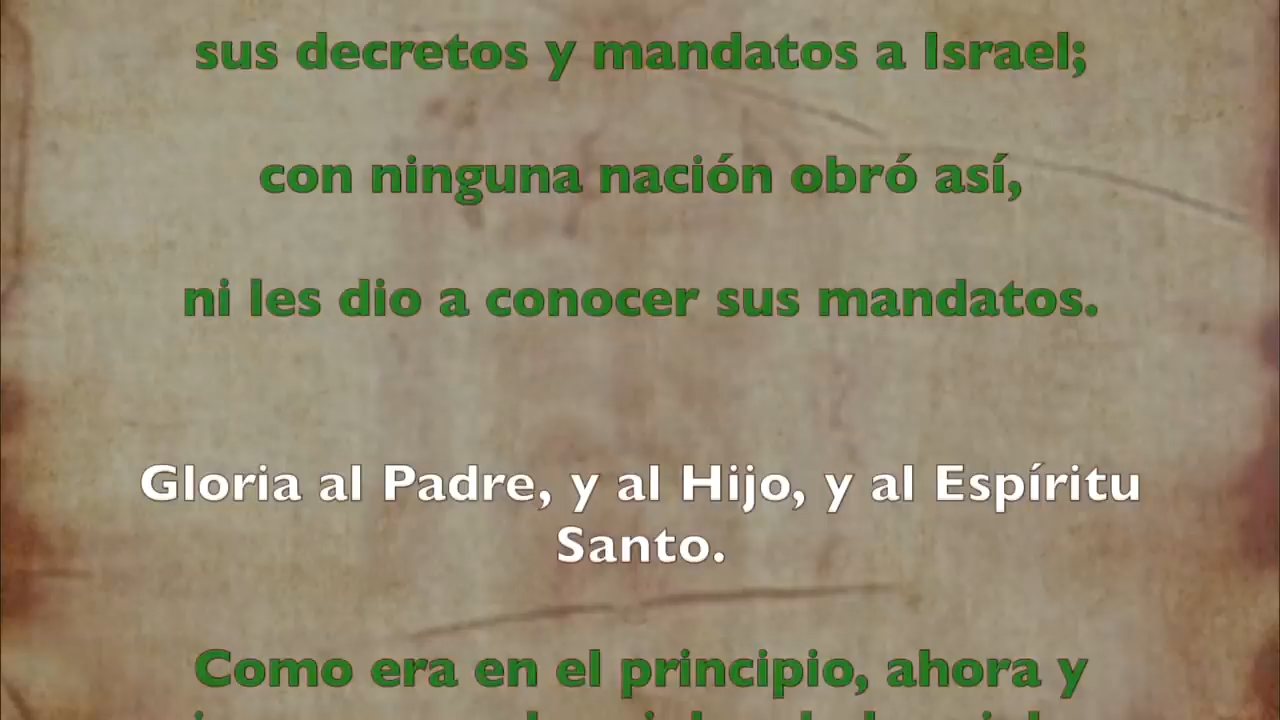 sus decretos y mandatos a Israel;
con ninguna nación obró así,
ni les dio a conocer sus mandatos.
Gloria al Padre, y al Hijo, y al Espíritu
Santo.
Como era en el principio, ahora y